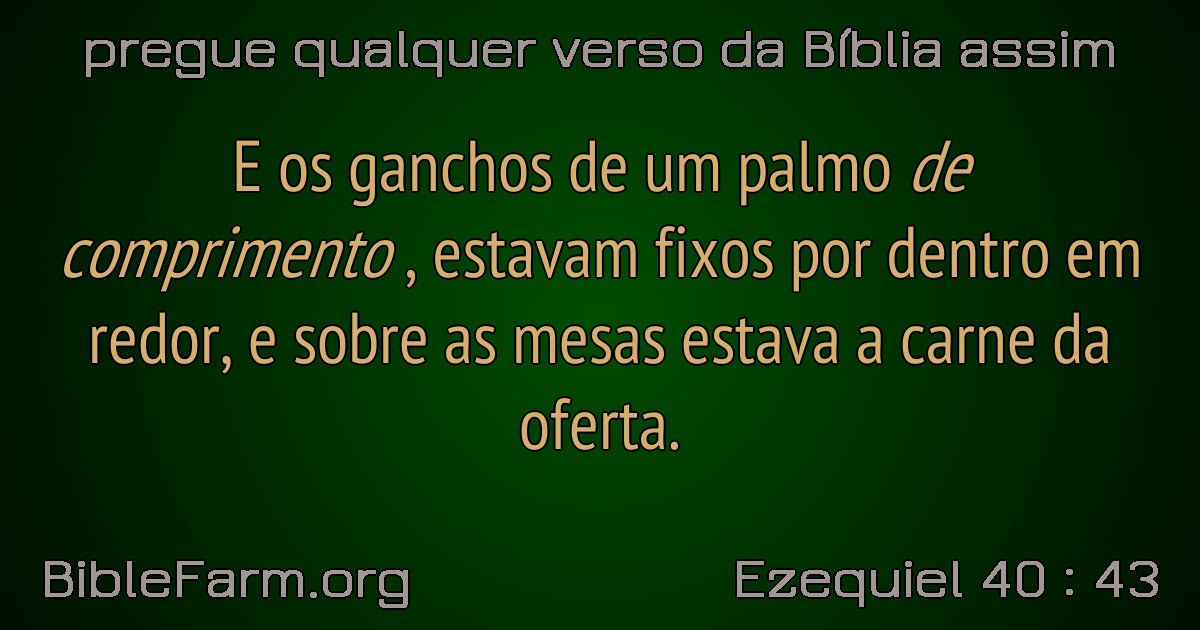 pregue qualquer verso da Bíblia assim
E os ganchos de um palmo de
comprimento , estavam fixos por dentro em
redor, e sobre as mesas estava a carne da
oferta.
BibleFarm.org
Ezequiel 40 : 43